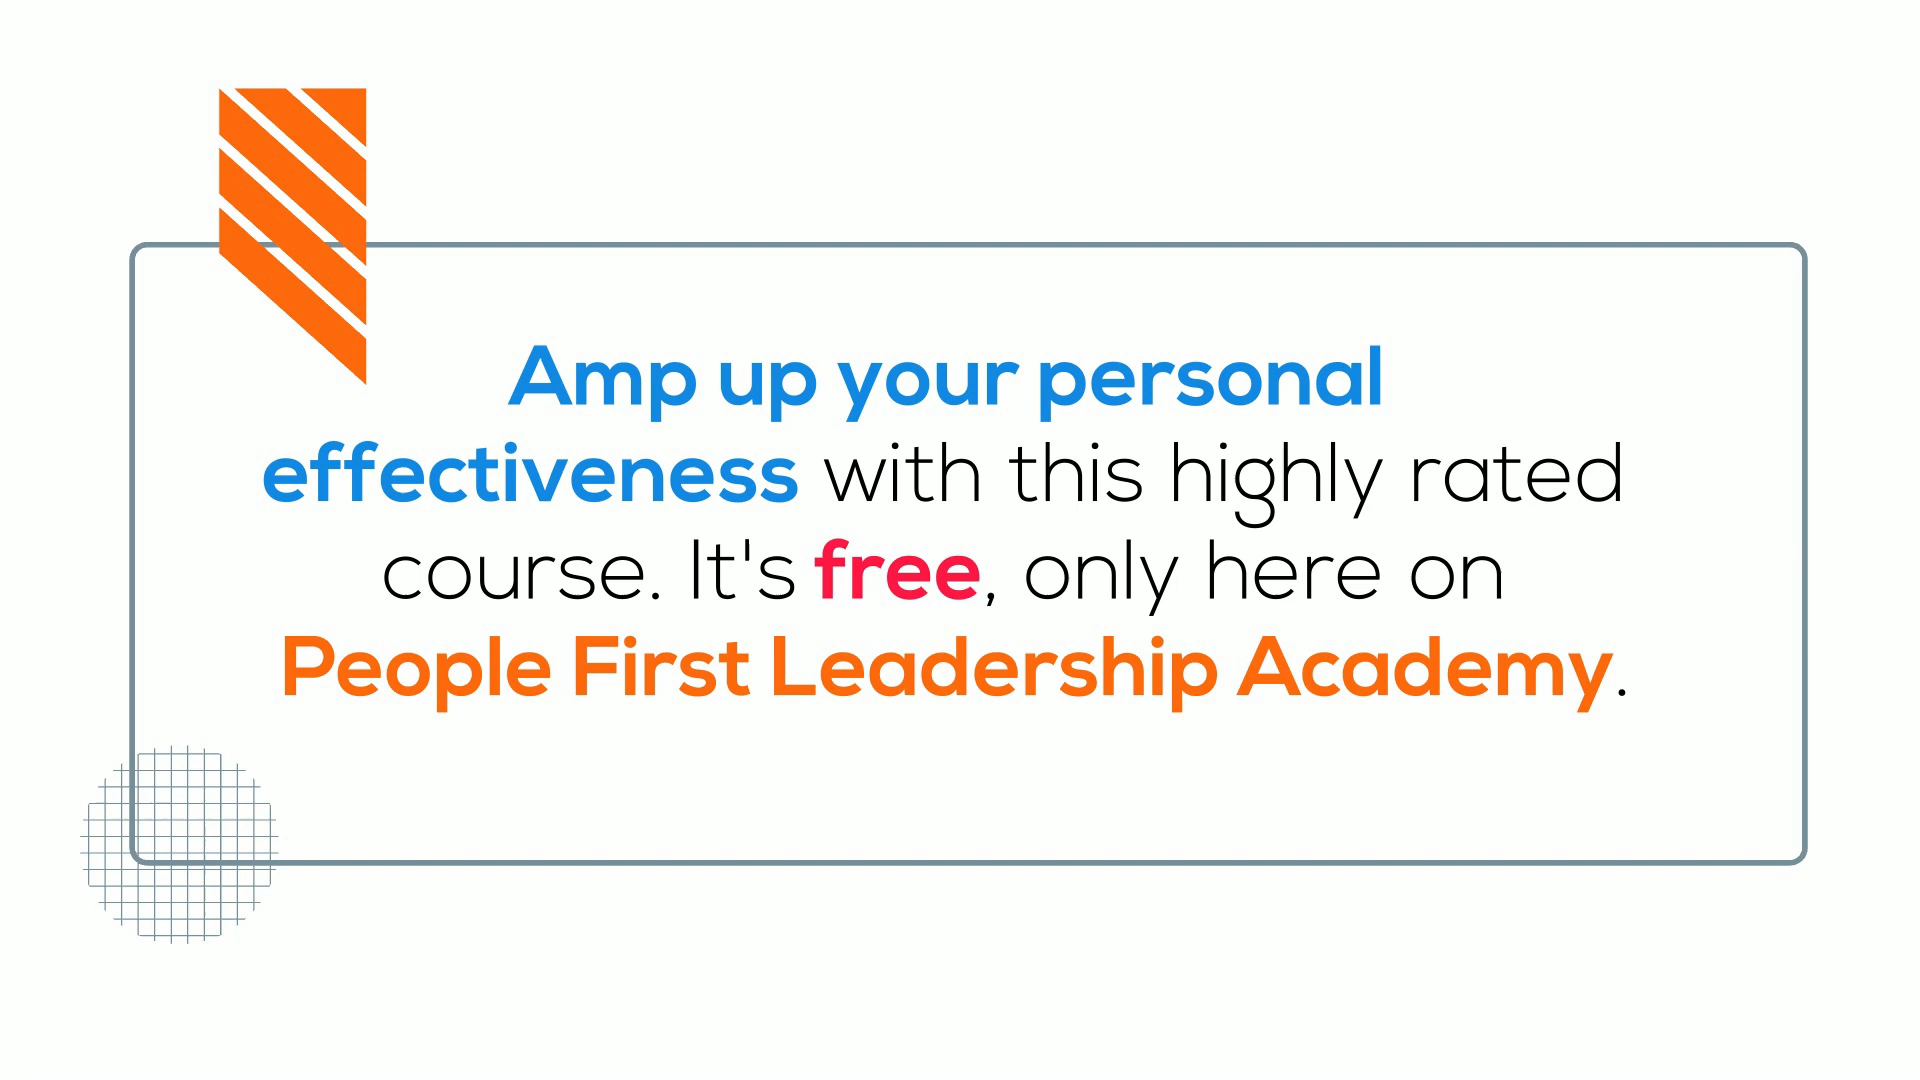 Amp up your personal
effectiveness with this highly rated
course. It's free, only here on
People First Leadership Academy.